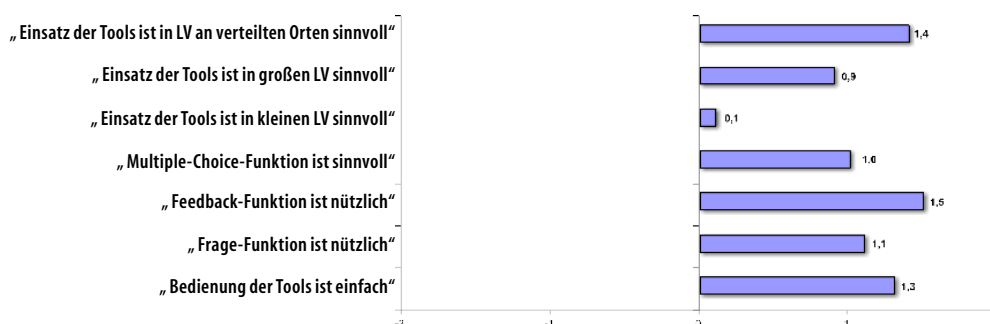 „Einsatz der Tools ist in LV an verteilten Orten sinnvoll“
1,4
„Einsatz der Tools ist in großen LV sinnvoll“
0,9
„Einsatz der Tools ist in kleinen LV sinnvoll“
0,1
„Multiple-Choice-Funktion ist sinnvoll“
1,0
„Feedback-Funktion ist nützlich“
1,5
„Frage-Funktion ist nützlich“
1,1
„Bedienung der Tools ist einfach“
1,3